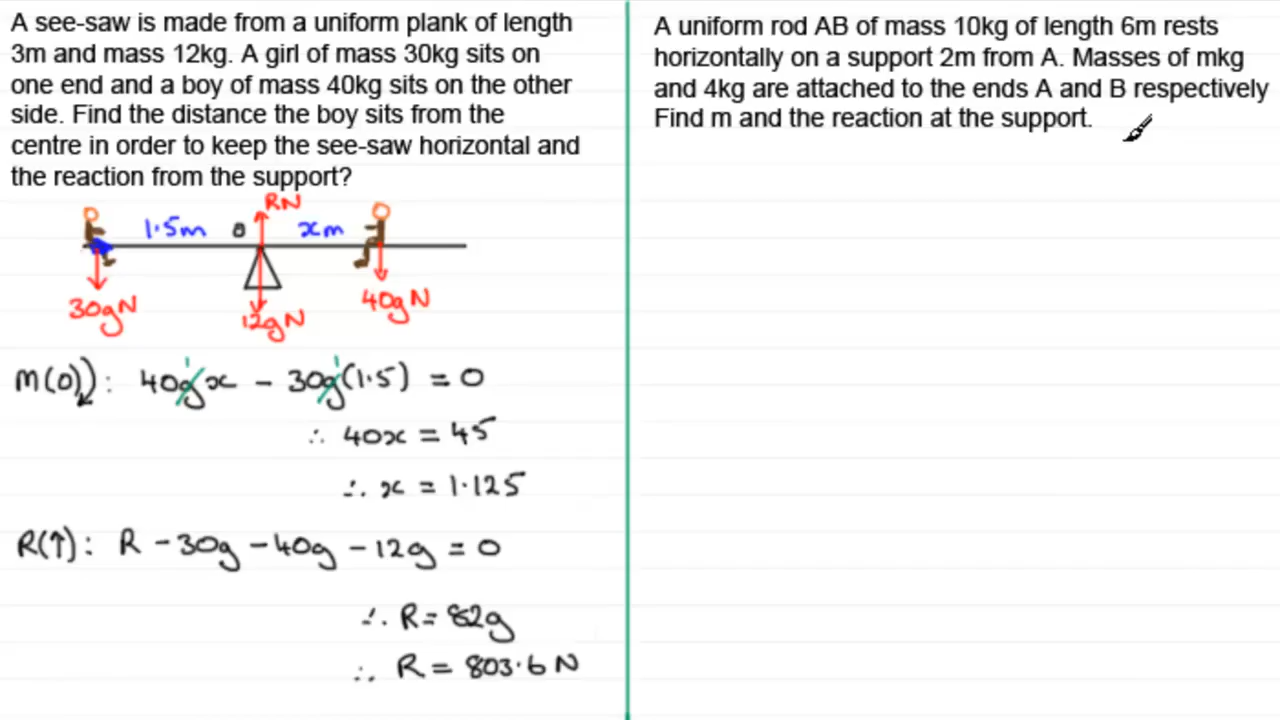 A see-saw is made from a uniform plank of length
3m and mass 12kg. A girl of mass 30kg sits on
one end and a boy of mass 40kg sits on the other
side. Find the distance the boy sits from the
centre in order to keep the see-saw horizontal and
the reaction from the support?
RN
1.5m O xm
30gN 12gN 40gN
M(O)⤵: 40gx - 30g(1.5) = 0
1 1
∴ 40x = 45
∴ x = 1.125
R(↑): R - 30g - 40g - 12g = 0
∴ R = 82g
∴ R = 803.6 N
A uniform rod AB of mass 10kg of length 6m rests
horizontally on a support 2m from A. Masses of mkg
and 4kg are attached to the ends A and B respectively
Find m and the reaction at the support.